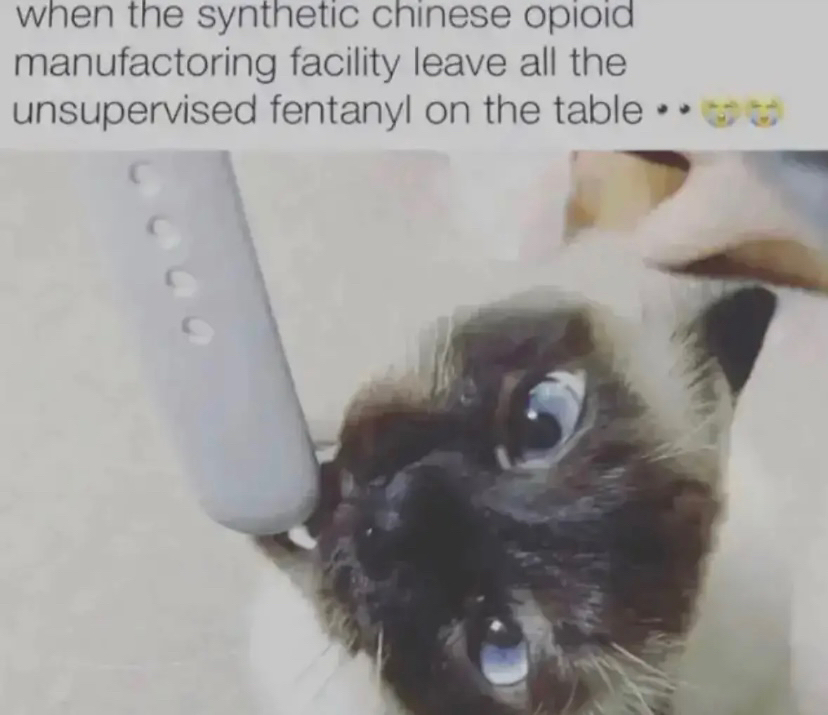 when the synthetic chinese opioid
manufactoring facility leave all the
unsupervised fentanyl on the table •• 😭😭